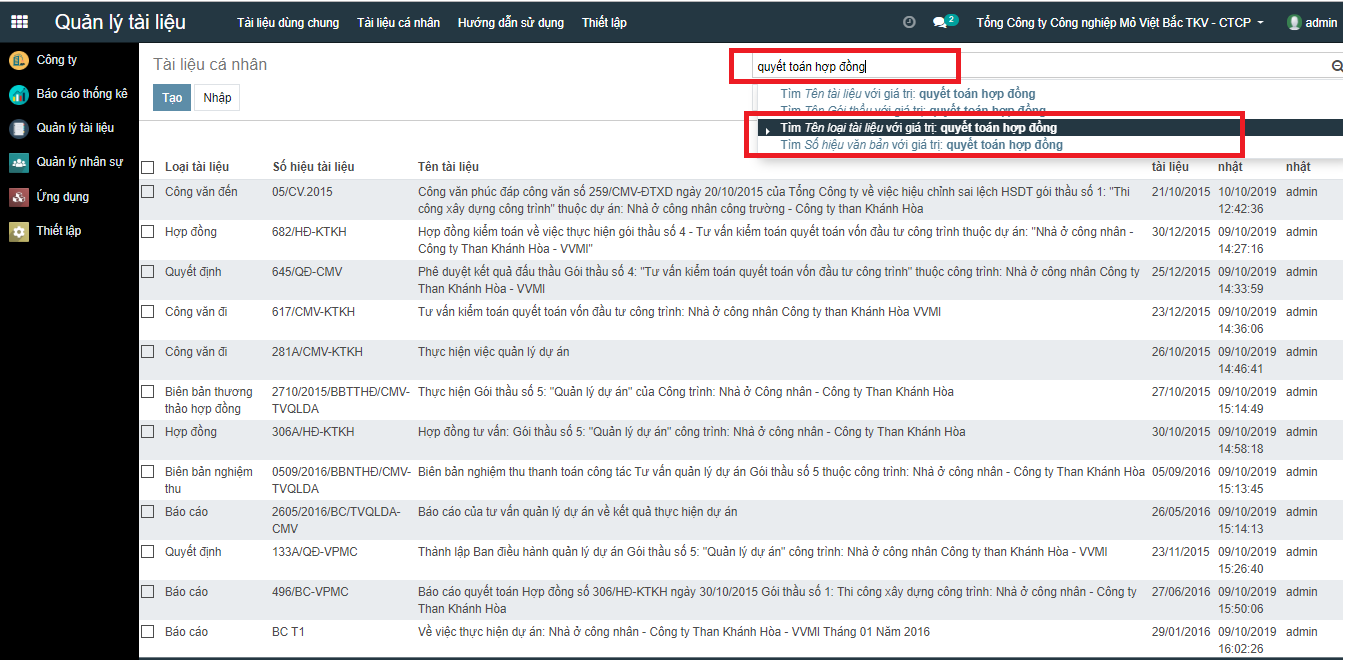 Quản lý tài liệu
Tài liệu dùng chung
Tài liệu cá nhân
Hướng dẫn sử dụng
Thiết lập
2
Tổng Công ty Công nghiệp Mỏ Việt Bắc TKV - CTCP
admin
Công ty
Báo cáo thống kê
Quản lý tài liệu
Quản lý nhân sự
Ứng dụng
Thiết lập
Tài liệu cá nhân
quyết toán hợp đồng
Tạo
Nhập
Tìm Tên tài liệu với giá trị: quyết toán hợp đồng
Tìm Tên Gói thầu với giá trị: quyết toán hợp đồng
Tìm Tên loại tài liệu với giá trị: quyết toán hợp đồng
Tìm Số hiệu văn bản với giá trị: quyết toán hợp đồng
Loại tài liệu
Số hiệu tài liệu
Tên tài liệu
tài liệu
nhật
nhật
Công văn đến
05/CV.2015
Công văn phúc đáp công văn số 259/CMV-ĐTXD ngày 20/10/2015 của Tổng Công ty về việc hiệu chỉnh sai lệch HSDT gói thầu số 1: "Thi
công xây dựng công trình" thuộc dự án: Nhà ở công nhân công trường - Công ty than Khánh Hòa
21/10/2015
10/10/2019
12:42:36
admin
Hợp đồng
682/HĐ-KTKH
Hợp đồng kiểm toán về việc thực hiện gói thầu số 4 - Tư vấn kiểm toán quyết toán vốn đầu tư công trình thuộc dự án: "Nhà ở công nhân -
Công ty Than Khánh Hòa - VVMI"
30/12/2015
09/10/2019
14:27:16
admin
Quyết định
645/QĐ-CMV
Phê duyệt kết quả đấu thầu Gói thầu số 4: "Tư vấn kiểm toán quyết toán vốn đầu tư công trình" thuộc công trình: Nhà ở công nhân Công ty
Than Khánh Hòa - VVMI
25/12/2015
09/10/2019
14:33:59
admin
Công văn đi
617/CMV-KTKH
Tư vấn kiểm toán quyết toán vốn đầu tư công trình: Nhà ở công nhân Công ty than Khánh Hòa VVMI
23/12/2015
09/10/2019
14:36:06
admin
Công văn đi
281A/CMV-KTKH
Thực hiện việc quản lý dự án
26/10/2015
09/10/2019
14:46:41
admin
Biên bản thương
thảo hợp đồng
2710/2015/BBTTHĐ/CMV-
TVQLDA
Thực hiện Gói thầu số 5: "Quản lý dự án" của Công trình: Nhà ở Công nhân - Công ty Than Khánh Hòa
27/10/2015
09/10/2019
15:14:49
admin
Hợp đồng
306A/HĐ-KTKH
Hợp đồng tư vấn: Gói thầu số 5: "Quản lý dự án" công trình: Nhà ở công nhân - Công ty Than Khánh Hòa
30/10/2015
09/10/2019
14:58:18
admin
Biên bản nghiệm
thu
0509/2016/BBNTHĐ/CMV-
TVQLDA
Biên bản nghiệm thu thanh toán công tác Tư vấn quản lý dự án Gói thầu số 5 thuộc công trình: Nhà ở công nhân - Công ty Than Khánh Hòa
05/09/2016
09/10/2019
15:13:45
admin
Báo cáo
2605/2016/BC/TVQLDA-
CMV
Báo cáo của tư vấn quản lý dự án về kết quả thực hiện dự án
26/05/2016
09/10/2019
15:14:13
admin
Quyết định
133A/QĐ-VPMC
Thành lập Ban điều hành quản lý dự án Gói thầu số 5: "Quản lý dự án" công trình: Nhà ở công nhân Công ty than Khánh Hòa - VVMI
23/11/2015
09/10/2019
15:26:40
admin
Báo cáo
496/BC-VPMC
Báo cáo quyết toán Hợp đồng số 306/HĐ-KTKH ngày 30/10/2015 Gói thầu số 1: Thi công xây dựng công trình: Nhà ở công nhân - Công ty
Than Khánh Hòa
27/06/2016
09/10/2019
15:50:06
admin
Báo cáo
BC T1
Về việc thực hiện dự án: Nhà ở công nhân - Công ty Than Khánh Hòa - VVMI Tháng 01 Năm 2016
29/01/2016
09/10/2019
16:02:26
admin